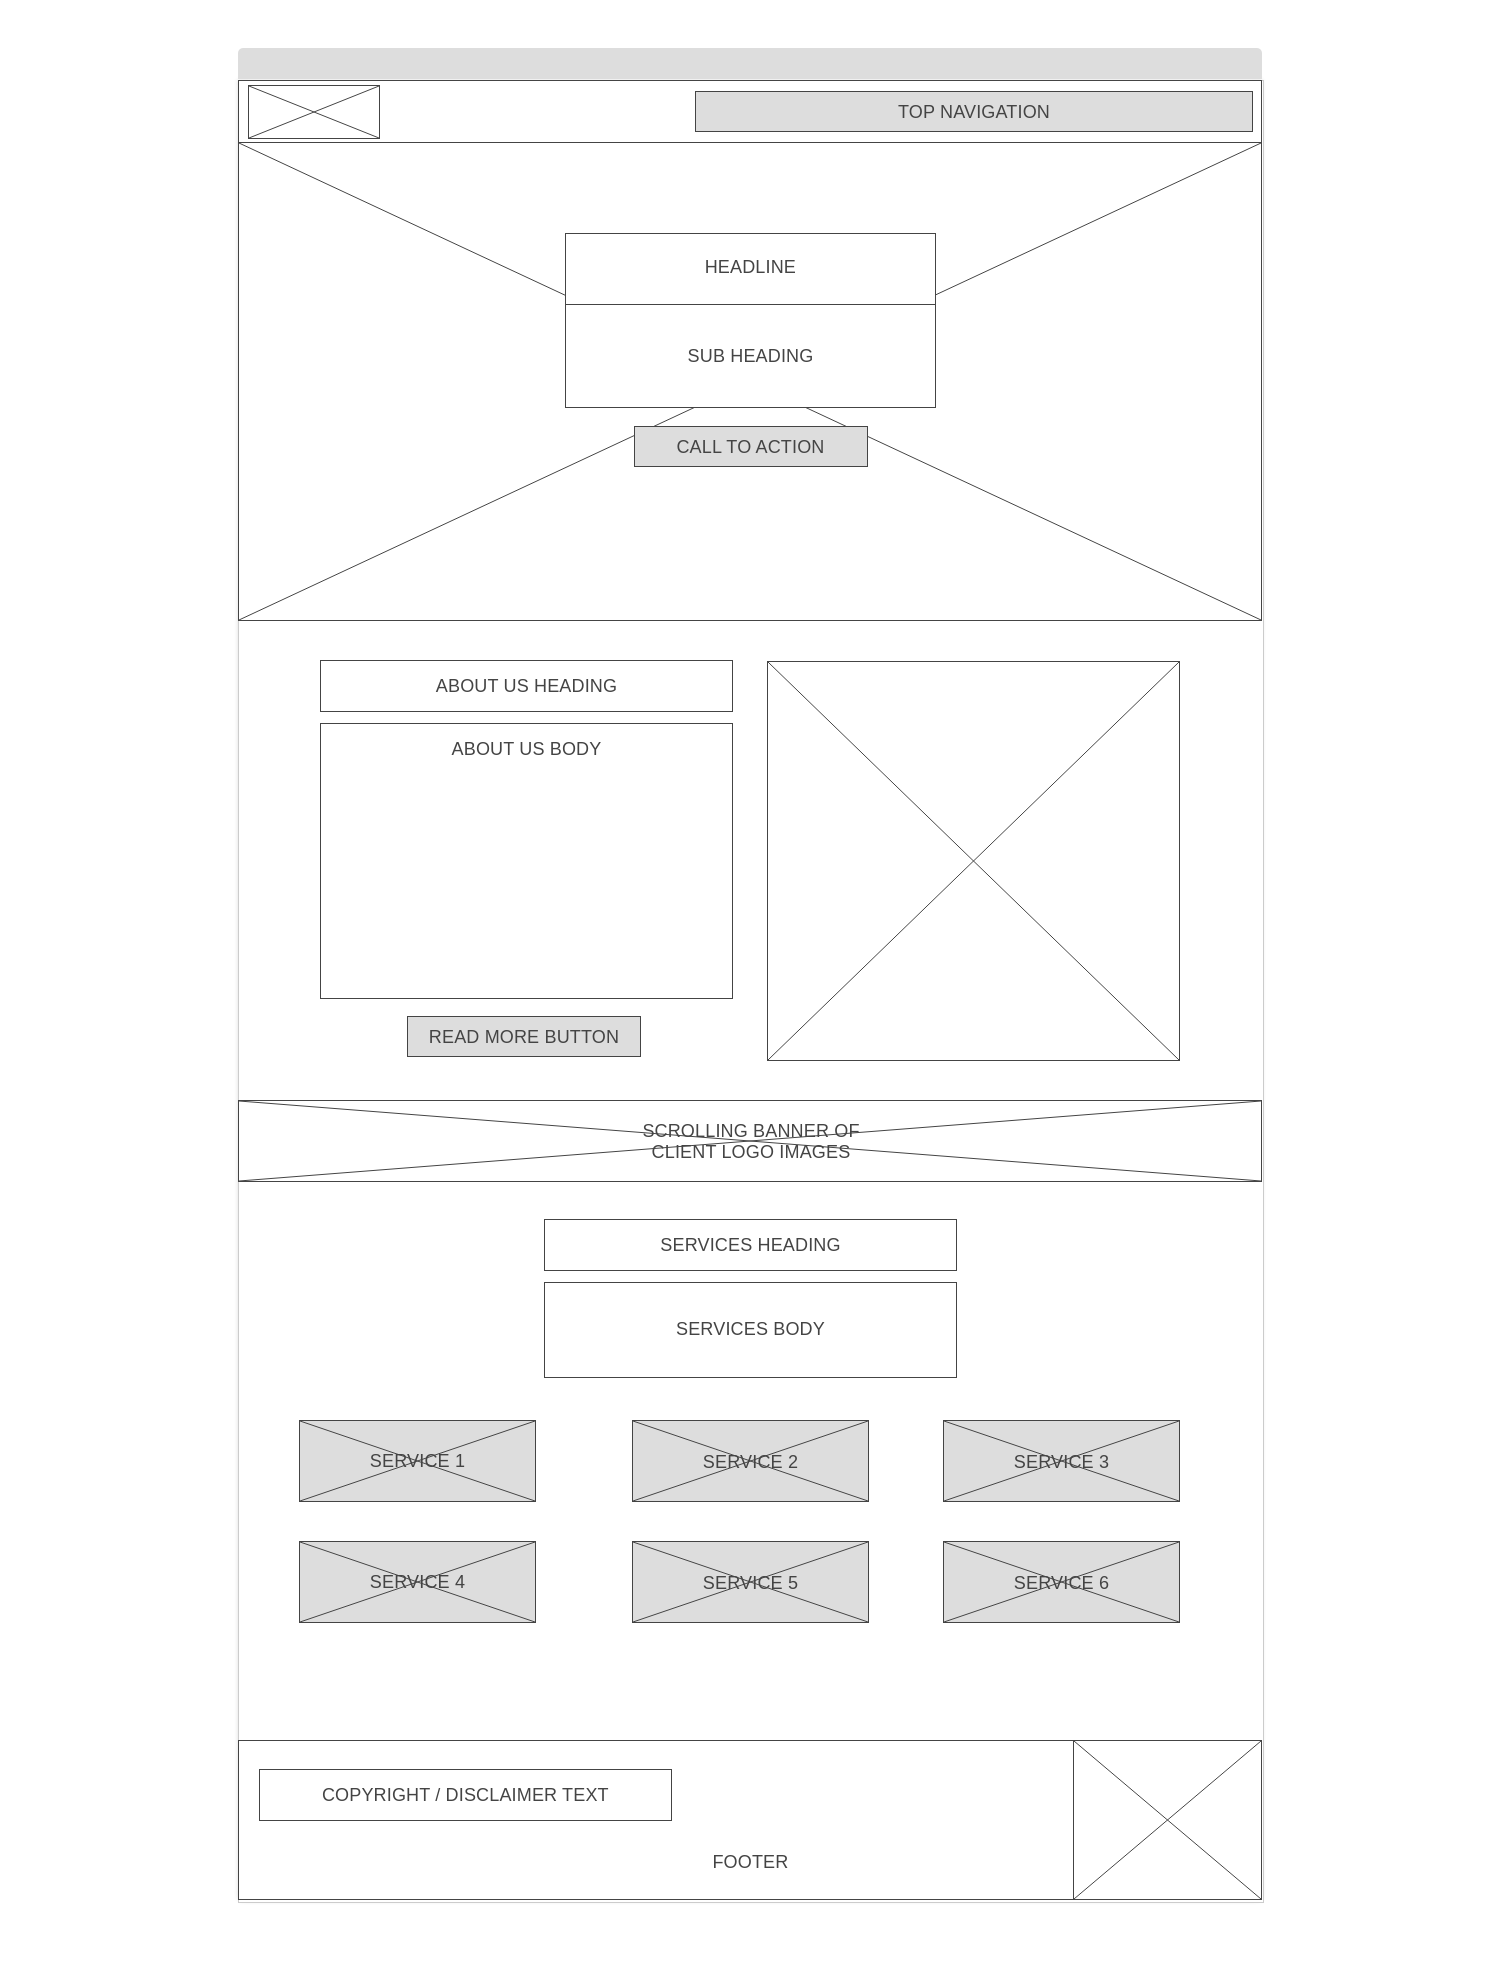 TOP NAVIGATION
HEADLINE
SUB HEADING
CALL TO ACTION
ABOUT US HEADING
ABOUT US BODY
READ MORE BUTTON
SCROLLING BANNER OF
CLIENT LOGO IMAGES
SERVICES HEADING
SERVICES BODY
SERVICE 1
SERVICE 2
SERVICE 3
SERVICE 4
SERVICE 5
SERVICE 6
COPYRIGHT / DISCLAIMER TEXT
FOOTER